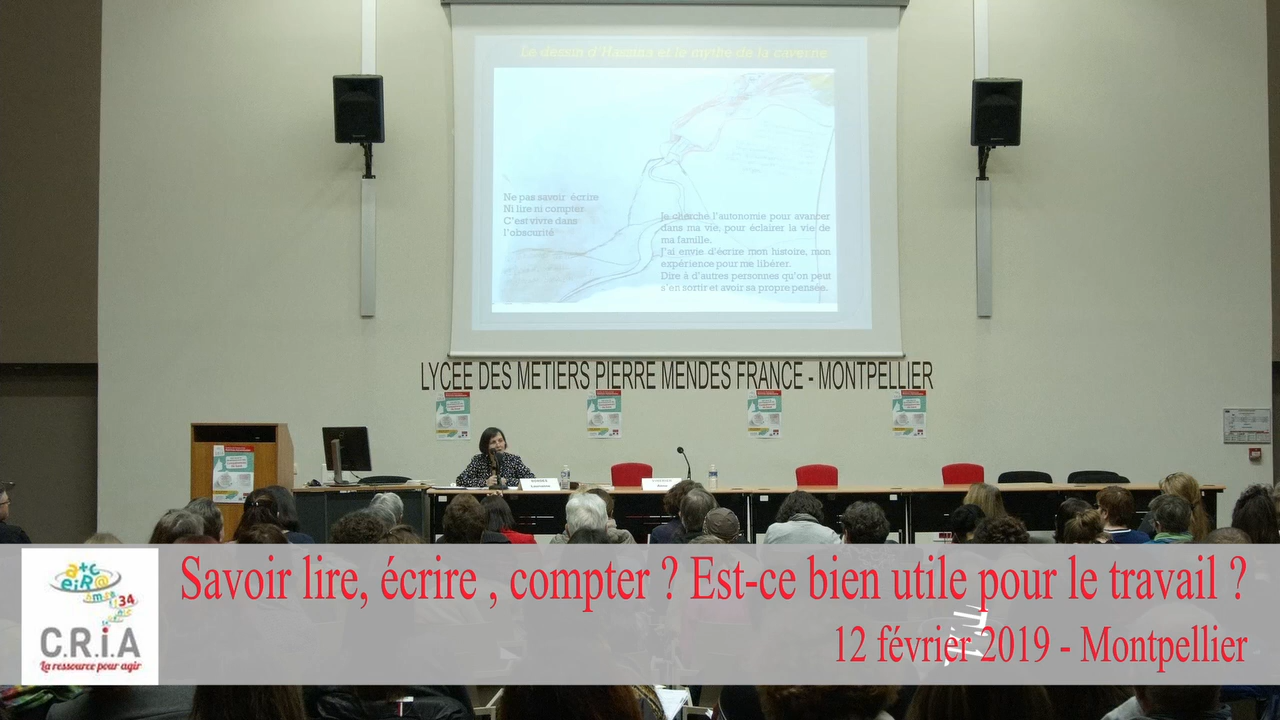 Le dessin d'Hassna et le mythe de la caverne
Ne pas savoir écrire
Ni lire ni compter
C'est vivre dans
l'obscurité
Je cherche l'autonomie pour avancer
dans ma vie, pour éclairer la vie de
ma famille.
J'ai envie d'écrire mon histoire, mon
expérience pour me libérer.
Dire à d'autres personnes qu'on peut
s'en sortir et avoir sa propre pensée.
LYCEE DES METIERS PIERRE MENDES FRANCE - MONTPELLIER
Savoir lire, écrire , compter ? Est-ce bien utile pour le travail ?
12 février 2019 - Montpellier
34
C.R.i.A
La ressource pour agir